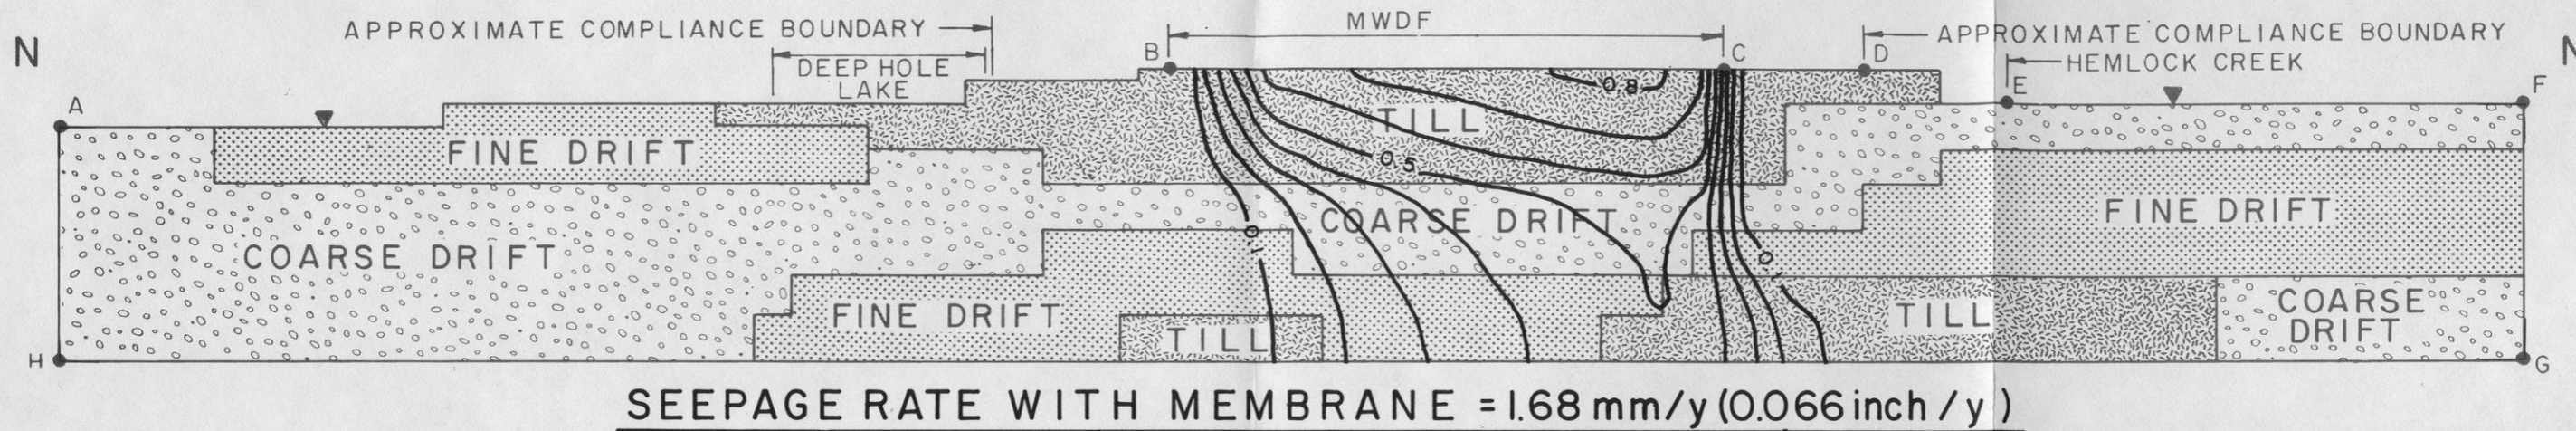 APPROXIMATE COMPLIANCE BOUNDARY
MWDF
APPROXIMATE COMPLIANCE BOUNDARY
N
N
B
C
D
HEMLOCK CREEK
DEEP HOLE
LAKE
E
F
A
0.8
TILL
FINE DRIFT
0.5
COARSE DRIFT
FINE DRIFT
0.1
COARSE DRIFT
0.1
FINE DRIFT
TILL
COARSE
DRIFT
TILL
H
G
SEEPAGE RATE WITH MEMBRANE = 1.68 mm/y (0.066 inch / y )